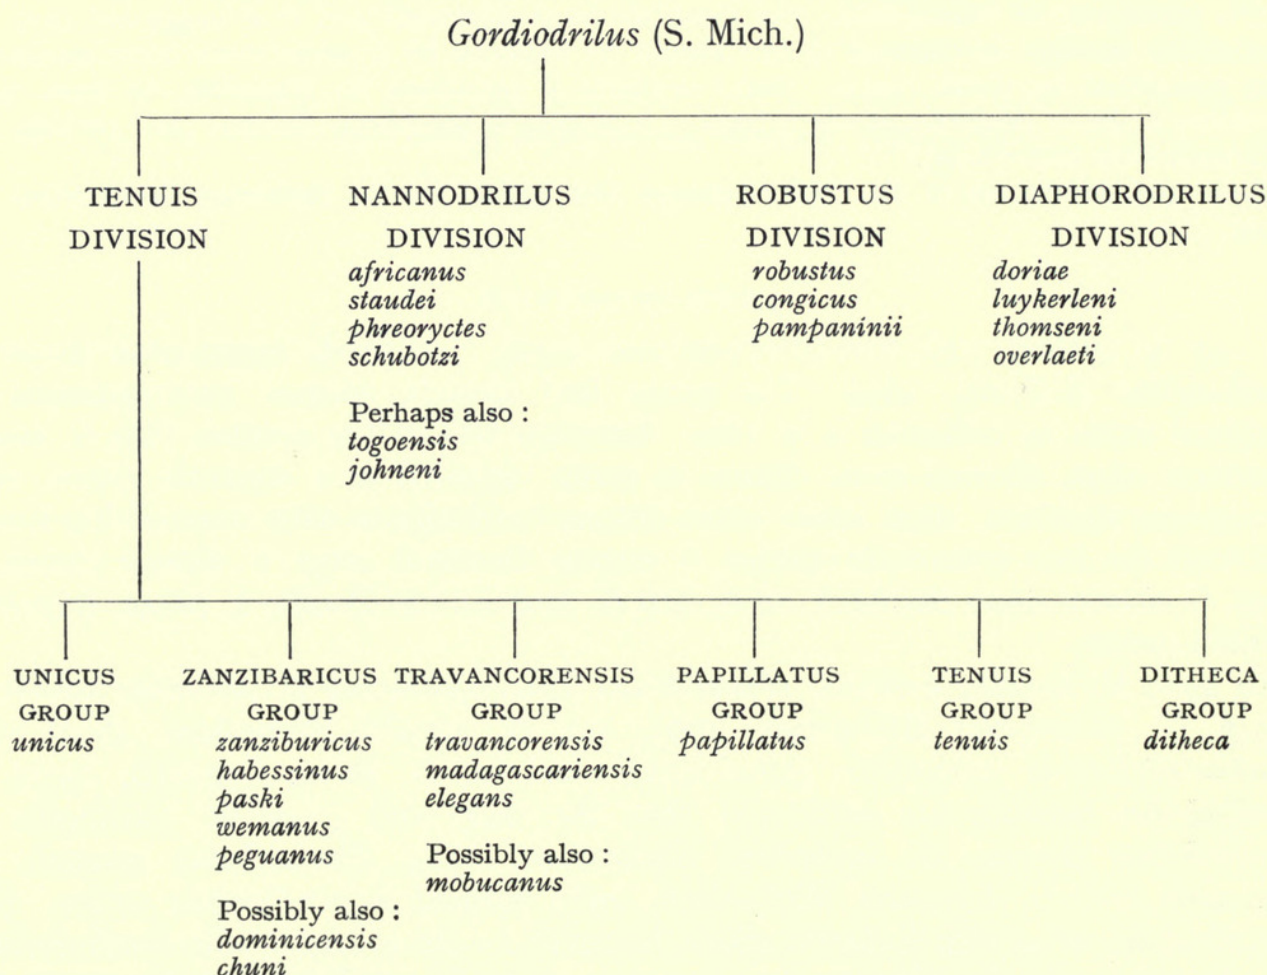 Gordiodrilus (S. Mich.)
TENUIS
DIVISION
NANNODRILUS
DIVISION
africanus
staudei
phreoryctes
schubotzi
Perhaps also :
togoensis
johneni
ROBUSTUS
DIVISION
robustus
congicus
pampaninii
DIAPHORODRILUS
DIVISION
doriae
luykerleni
thomseni
overlaeti
UNICUS
GROUP
unicus
ZANZIBARICUS
GROUP
zanziburicus
habessinus
paski
wemanus
peguanus
Possibly also :
dominicensis
chuni
TRAVANCORENSIS
GROUP
travancorensis
madagascariensis
elegans
Possibly also :
mobucanus
PAPILLATUS
GROUP
papillatus
TENUIS
GROUP
tenuis
DITHECA
GROUP
ditheca